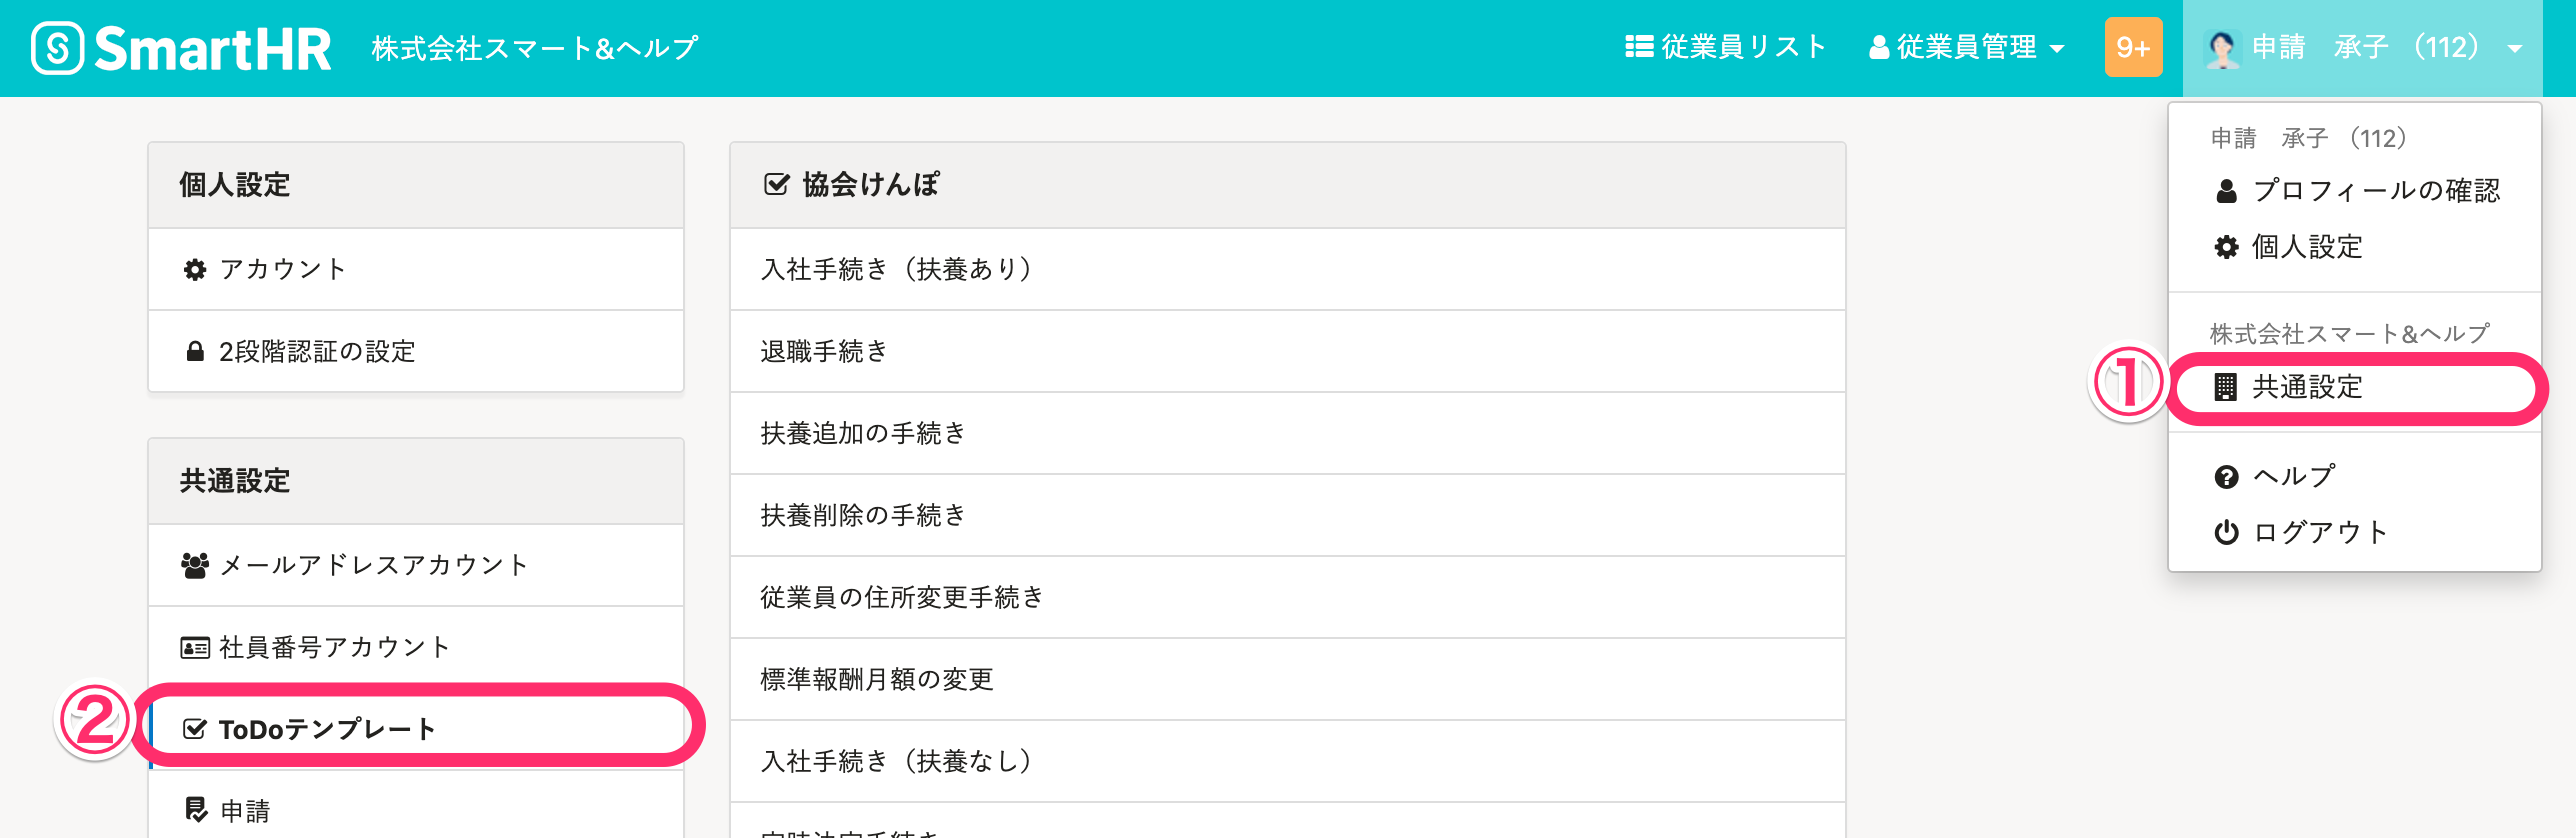 SmartHR 株式会社スマート&ヘルプ 従業員リスト 従業員管理 9+ 申請　承子　（112）
個人設定
アカウント
2段階認証の設定
共通設定
メールアドレスアカウント
社員番号アカウント
② ToDoテンプレート
申請
協会けんぽ
入社手続き（扶養あり）
退職手続き
扶養追加の手続き
扶養削除の手続き
従業員の住所変更手続き
標準報酬月額の変更
入社手続き（扶養なし）
申請　承子　（112）
プロフィールの確認
個人設定
株式会社スマート&ヘルプ
① 共通設定
ヘルプ
ログアウト